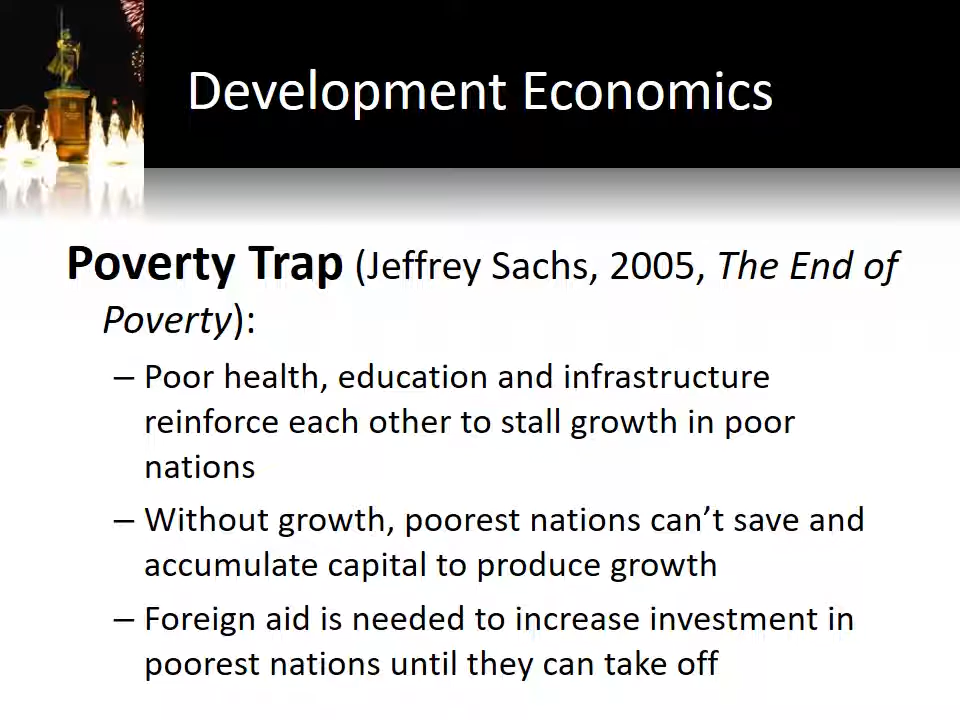 Development Economics
Poverty Trap (Jeffrey Sachs, 2005, The End of
Poverty):
– Poor health, education and infrastructure
reinforce each other to stall growth in poor
nations
– Without growth, poorest nations can’t save and
accumulate capital to produce growth
– Foreign aid is needed to increase investment in
poorest nations until they can take off